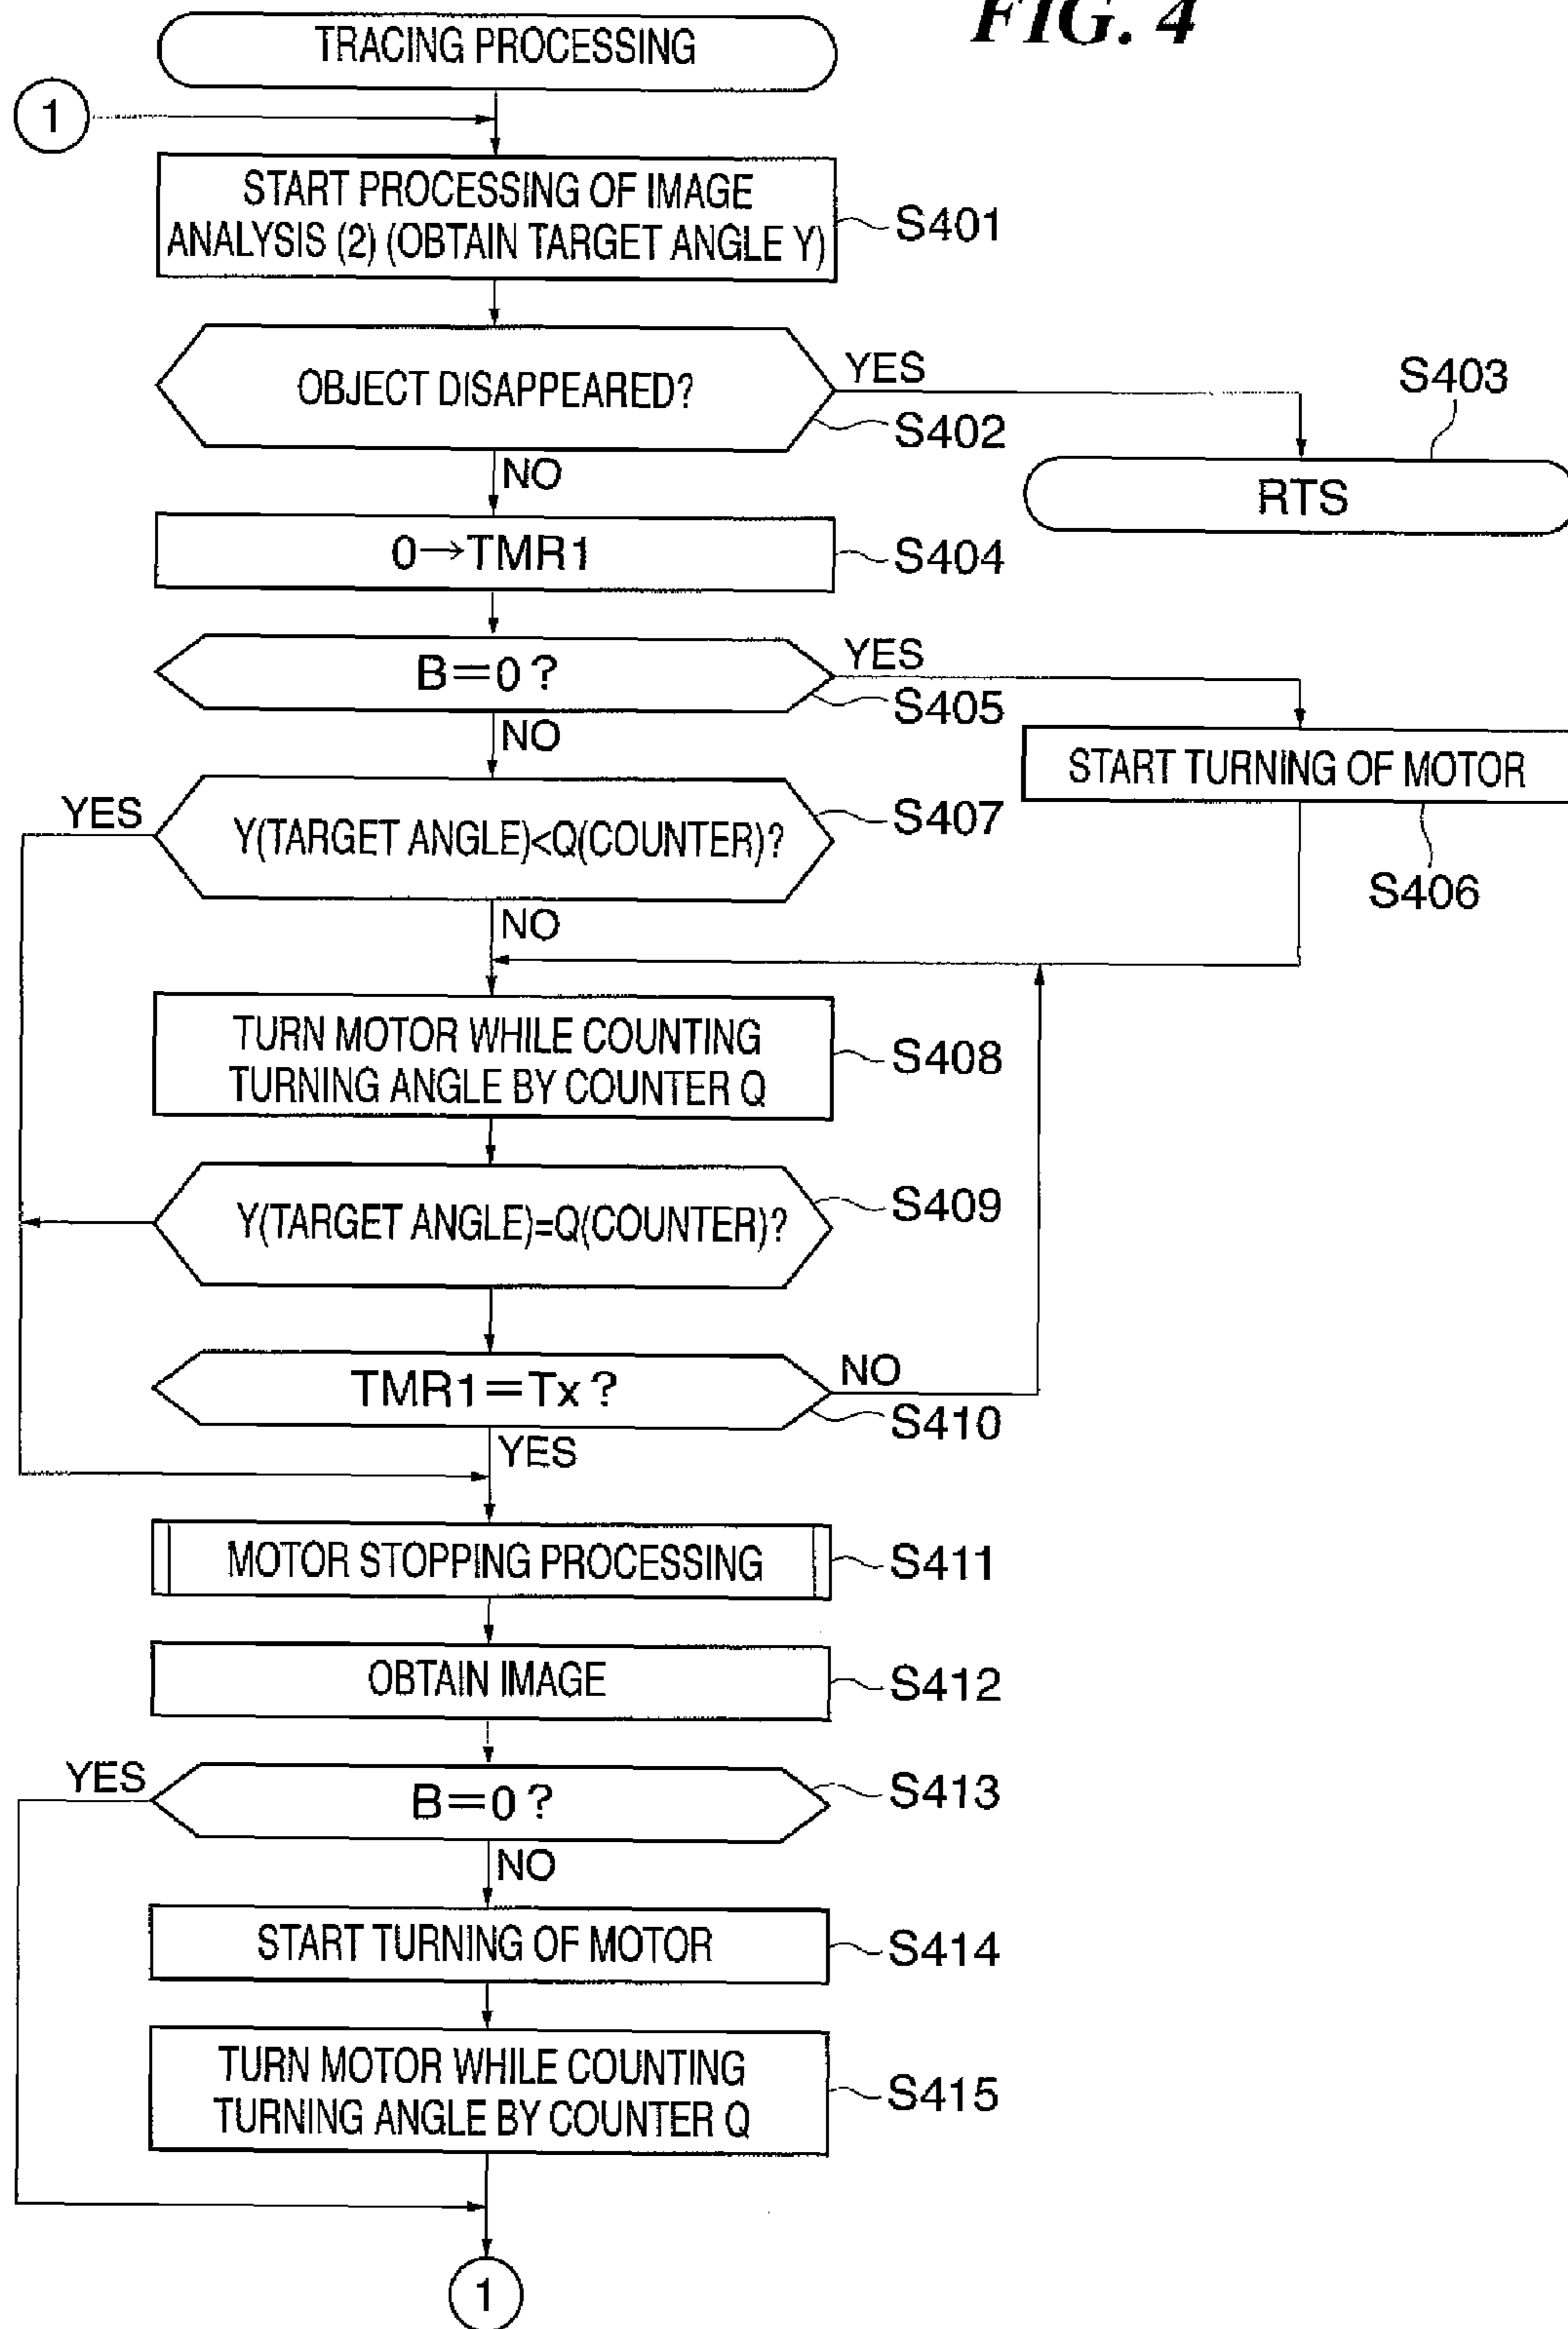 FIG. 4
TRACING PROCESSING
1
START PROCESSING OF IMAGE
ANALYSIS (2) (OBTAIN TARGET ANGLE Y)
S401
OBJECT DISAPPEARED?
YES
S402
S403
NO
RTS
0→TMR1
S404
B=0?
YES
S405
NO
START TURNING OF MOTOR
S406
YES
Y(TARGET ANGLE)<Q(COUNTER)?
S407
NO
TURN MOTOR WHILE COUNTING
TURNING ANGLE BY COUNTER Q
S408
Y(TARGET ANGLE)=Q(COUNTER)?
S409
TMR1=Tx?
NO
S410
YES
MOTOR STOPPING PROCESSING
S411
OBTAIN IMAGE
S412
YES
B=0?
S413
NO
START TURNING OF MOTOR
S414
TURN MOTOR WHILE COUNTING
TURNING ANGLE BY COUNTER Q
S415
1